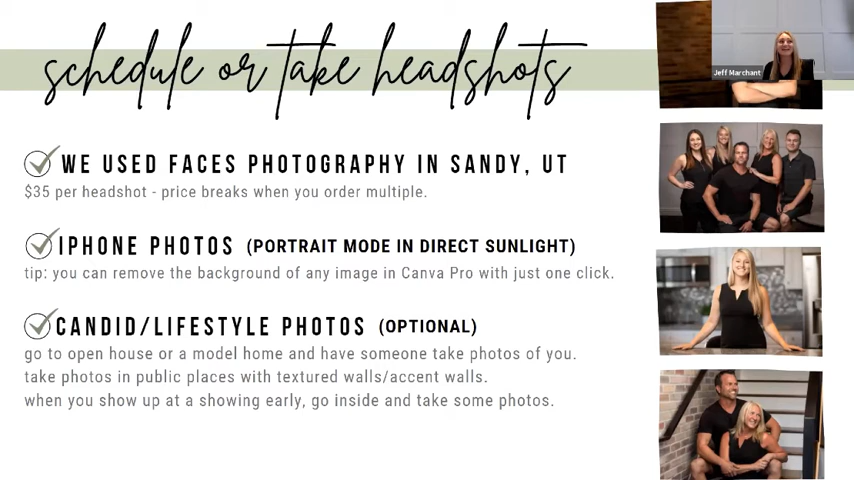 schedule or take headshots
Jeff Marchant
WE USED FACES PHOTOGRAPHY IN SANDY, UT
$35 per headshot - price breaks when you order multiple.
IPHONE PHOTOS (PORTRAIT MODE IN DIRECT SUNLIGHT)
tip: you can remove the background of any image in Canva Pro with just one click.
CANDID/LIFESTYLE PHOTOS (OPTIONAL)
go to open house or a model home and have someone take photos of you.
take photos in public places with textured walls/accent walls.
when you show up at a showing early, go inside and take some photos.